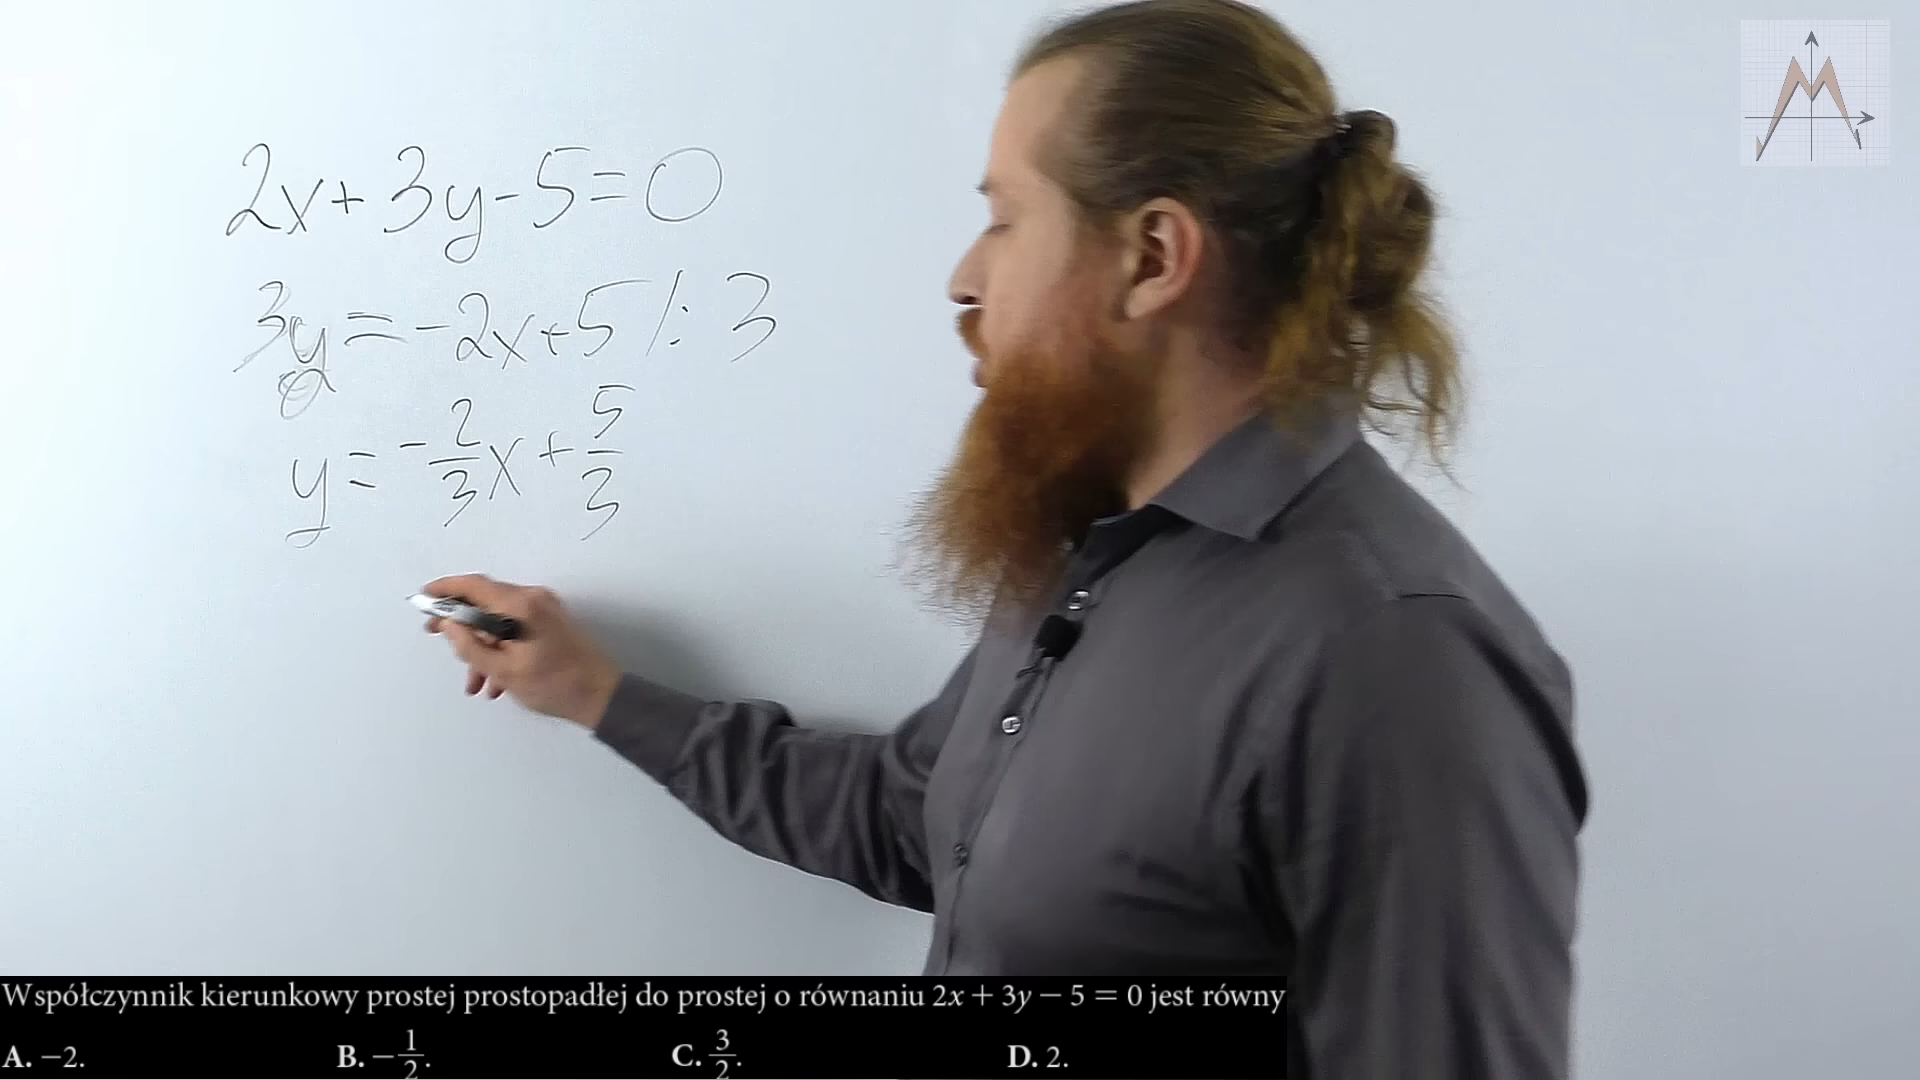 2x+3y-5=0
3y=-2x+5 /:3
y=-2/3x+5/3
Współczynnik kierunkowy prostej prostopadłej do prostej o równaniu 2x + 3y − 5 = 0 jest równy
A. −2. B. −1/2. C. 3/2. D. 2.